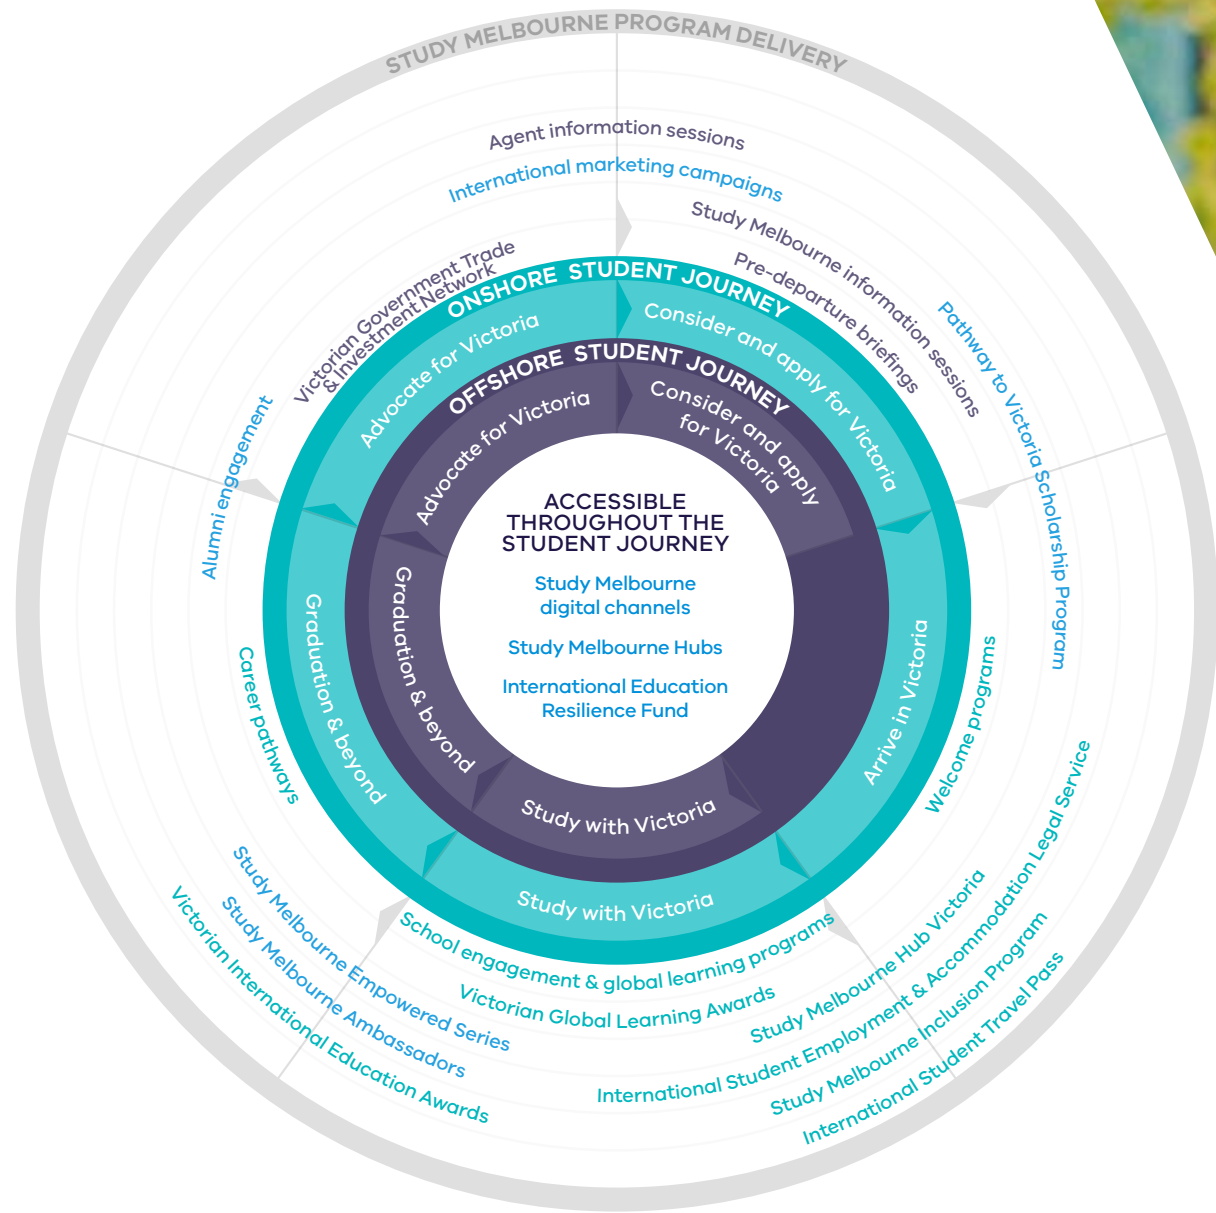 STUDY MELBOURNE PROGRAM DELIVERY
Agent information sessions
International marketing campaigns
Study Melbourne information sessions
Pre-departure briefings
Pathway to Victoria Scholarship Program
Victorian Government Trade
& Investment Network
Alumni engagement
ONSHORE STUDENT JOURNEY
Consider and apply for Victoria
Arrive in Victoria
Study with Victoria
Graduation & beyond
Advocate for Victoria
OFFSHORE STUDENT JOURNEY
Consider and apply
for Victoria
Study with Victoria
Graduation & beyond
Advocate for Victoria
ACCESSIBLE
THROUGHOUT THE
STUDENT JOURNEY
Study Melbourne
digital channels
Study Melbourne Hubs
International Education
Resilience Fund
Welcome programs
Study Melbourne Hub Victoria
International Student Employment & Accommodation Legal Service
Study Melbourne Inclusion Program
International Student Travel Pass
School engagement & global learning programs
Victorian Global Learning Awards
Career pathways
Study Melbourne Empowered Series
Study Melbourne Ambassadors
Victorian International Education Awards